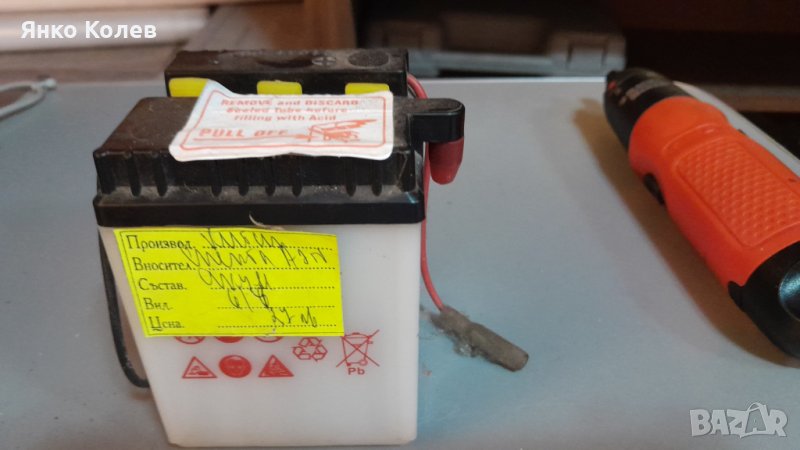 Янко Колев
REMOVE and DISCARD
Sealed Tube before
filling with Acid
PULL OFF
Производ.
Вносител.
Състав.
Вид.
Цена.
Pb
BAZAR